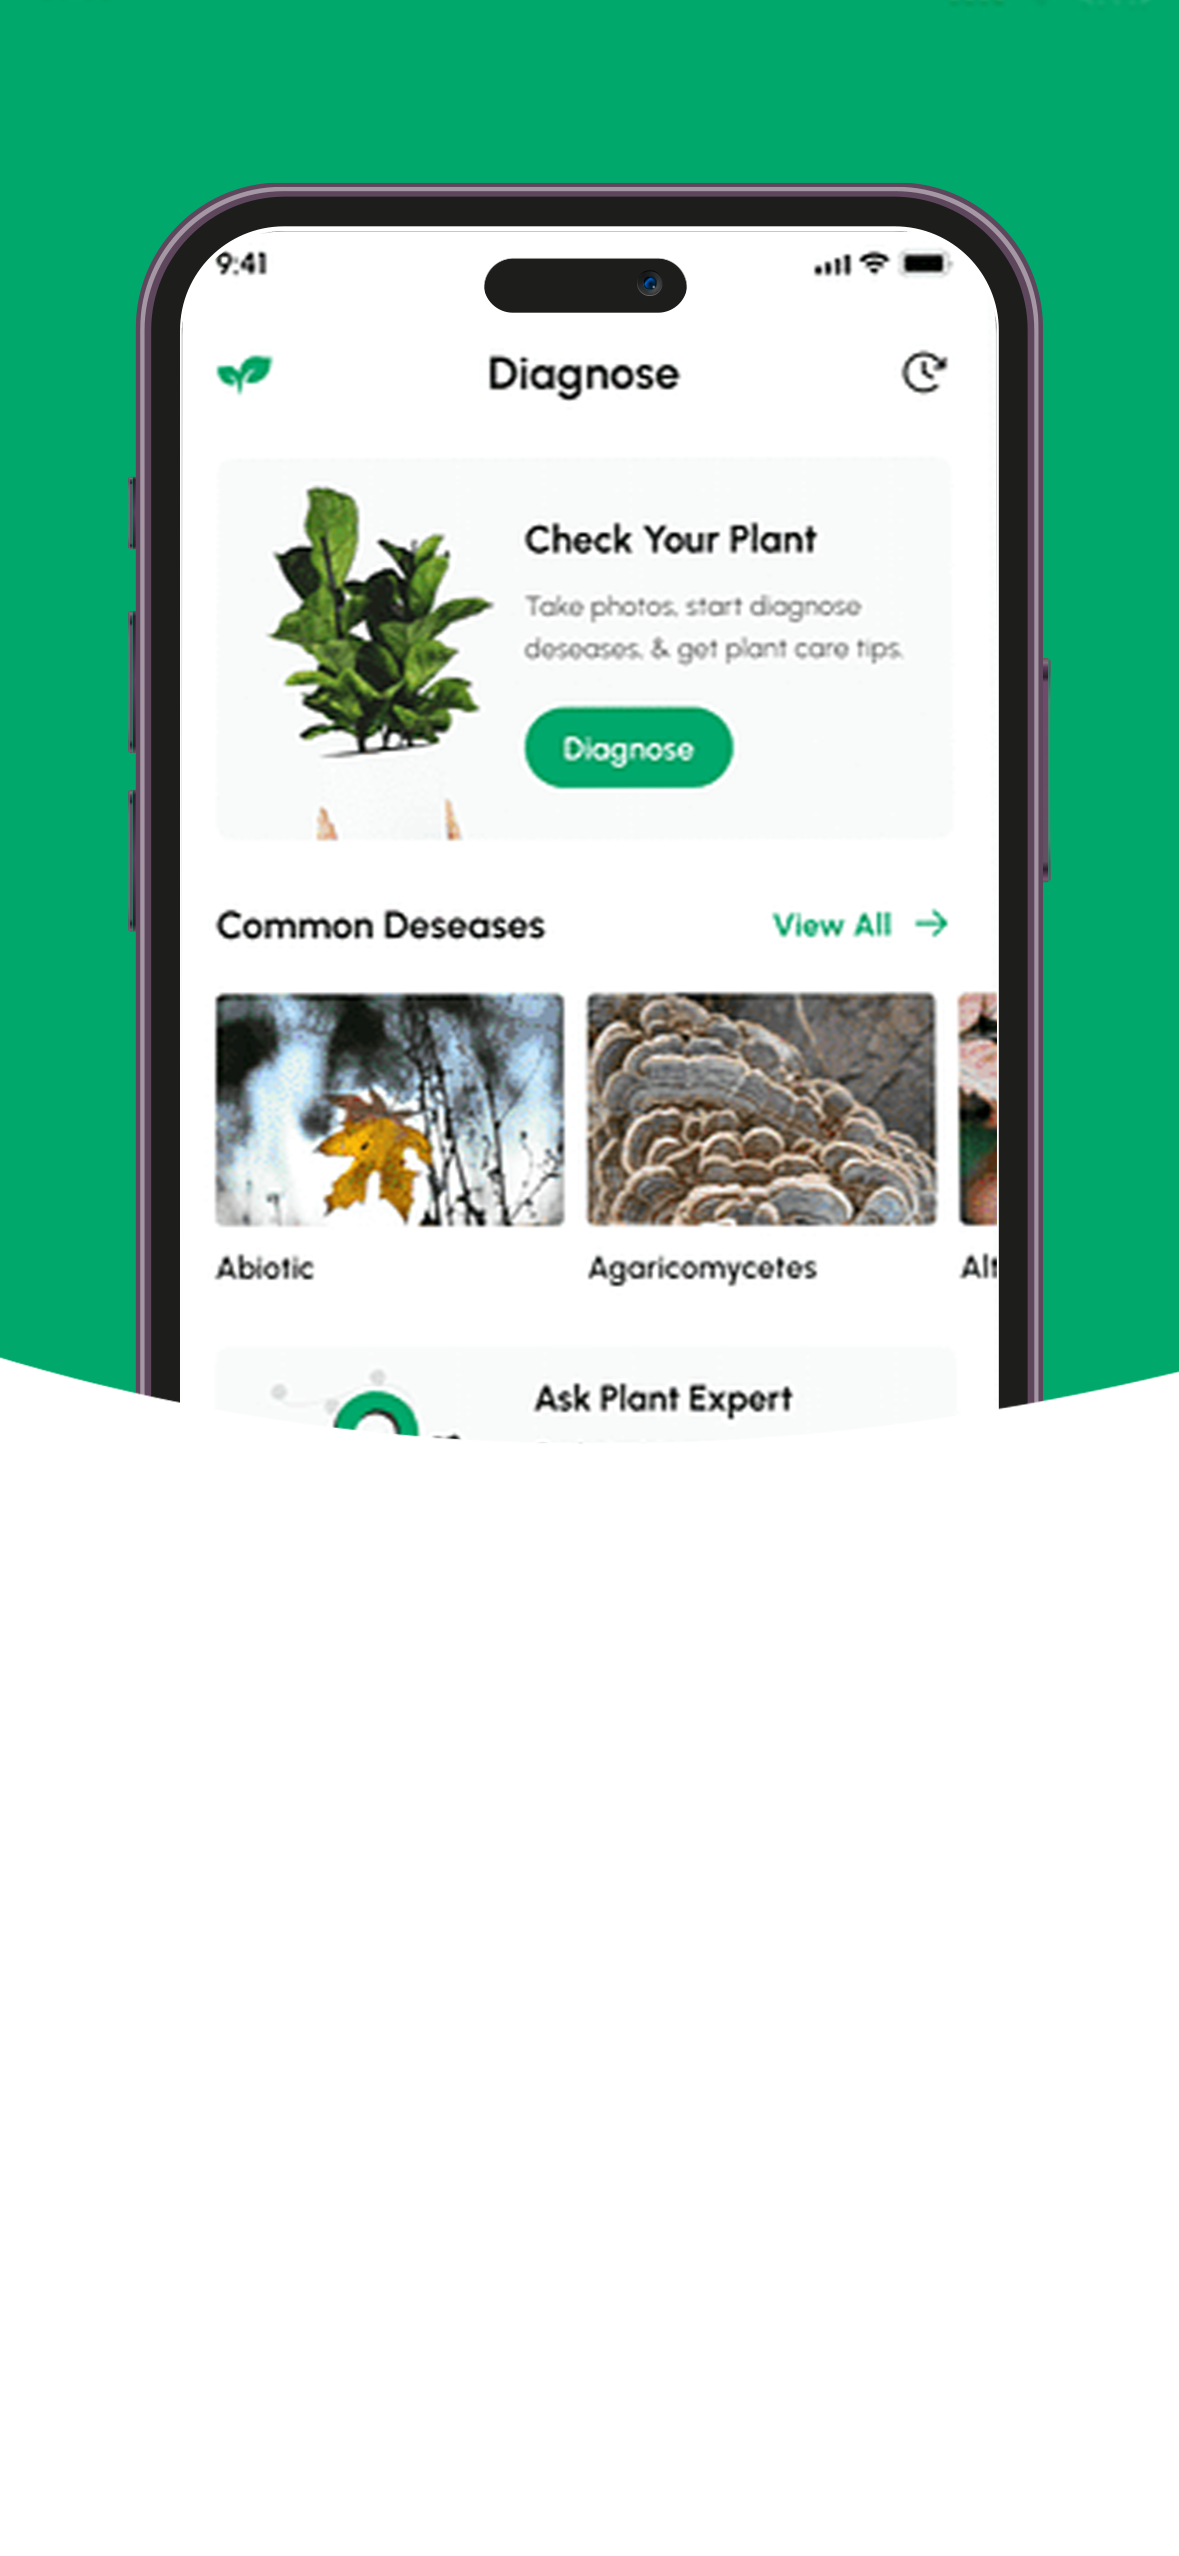 9:41
Diagnose
Check Your Plant
Take photos, start diagnose
deseases, & get plant care tips.
Diagnose
Common Deseases
View All
Abiotic
Agaricomycetes
Alt
Ask Plant Expert